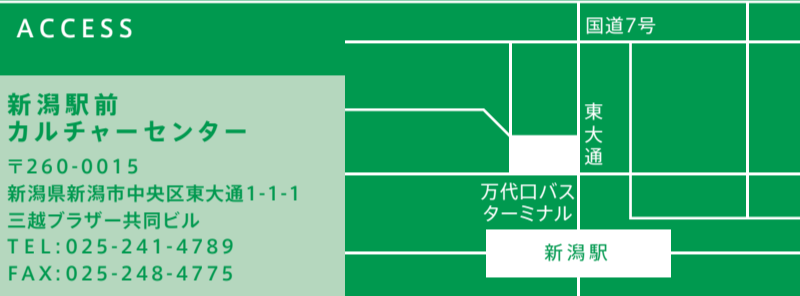 ACCESS
新潟駅前
カルチャーセンター
〒260-0015
新潟県新潟市中央区東大通1-1-1
三越ブラザー共同ビル
TEL:025-241-4789
FAX:025-248-4775
国道7号
東大通
万代口バス
ターミナル
新潟駅